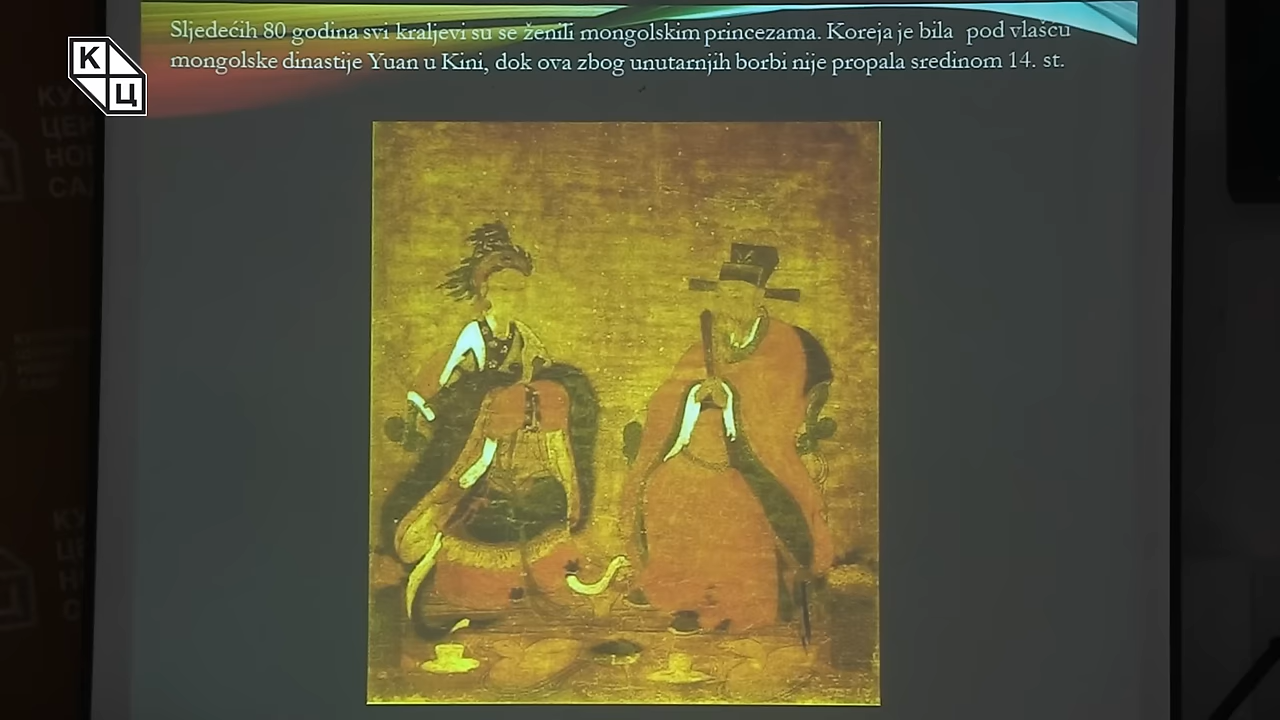 Sljedećih 80 godina svi kraljevi su se ženili mongolskim princezama. Koreja je bila pod vlašću
mongolske dinastije Yuan u Kini, dok ova zbog unutarnjih borbi nije propala sredinom 14. st.
К
Ц